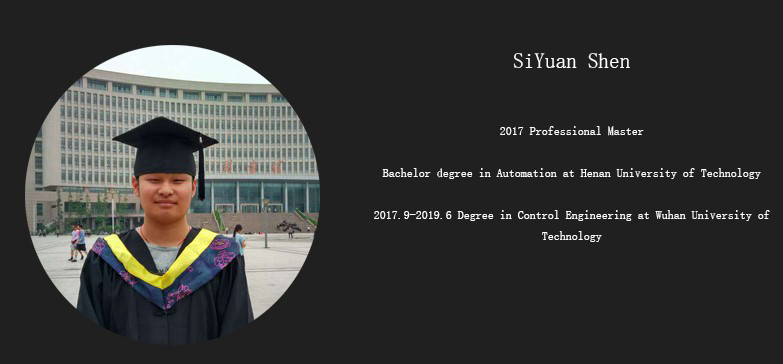 SiYuan Shen
2017 Professional Master
Bachelor degree in Automation at Henan University of Technology
2017.9-2019.6 Degree in Control Engineering at Wuhan University of
Technology